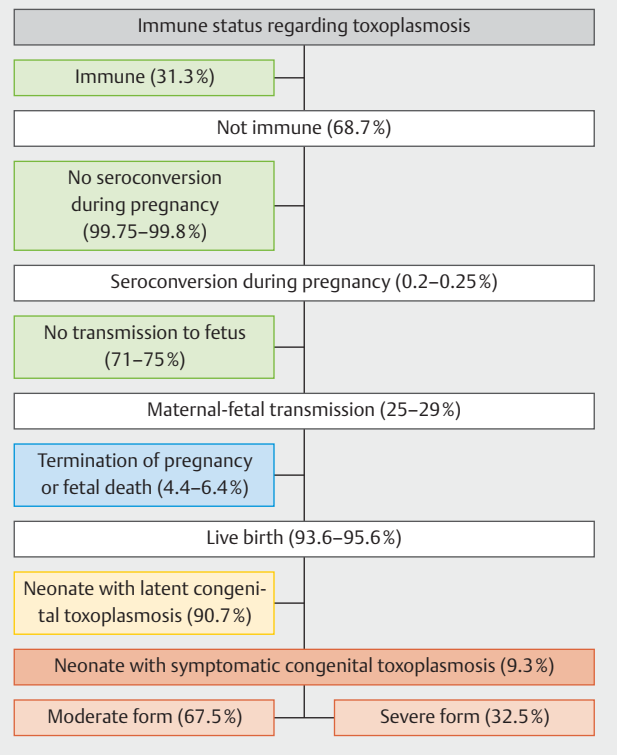 Immune status regarding toxoplasmosis
Immune (31.3 %)
Not immune (68.7 %)
No seroconversion
during pregnancy
(99.75–99.8 %)
Seroconversion during pregnancy (0.2–0.25 %)
No transmission to fetus
(71–75 %)
Maternal-fetal transmission (25–29 %)
Termination of pregnancy
or fetal death (4.4–6.4 %)
Live birth (93.6–95.6 %)
Neonate with latent congeni-
tal toxoplasmosis (90.7 %)
Neonate with symptomatic congenital toxoplasmosis (9.3 %)
Moderate form (67.5 %)
Severe form (32.5 %)